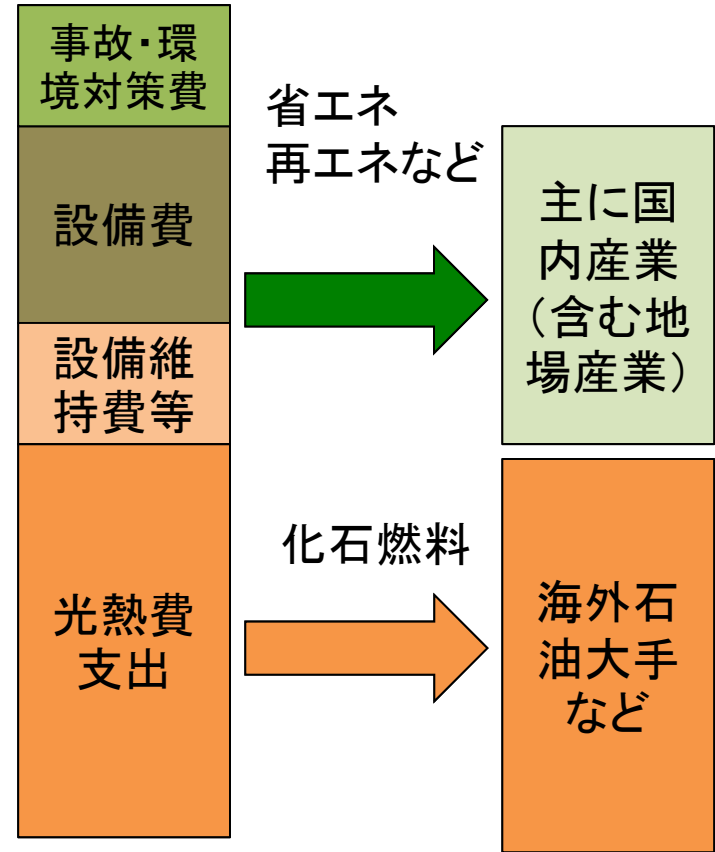 事故・環
境対策費
設備費
設備維
持費等
光熱費
支出
省エネ
再エネなど
化石燃料
主に国
内産業
（含む地
場産業）
海外石
油大手
など